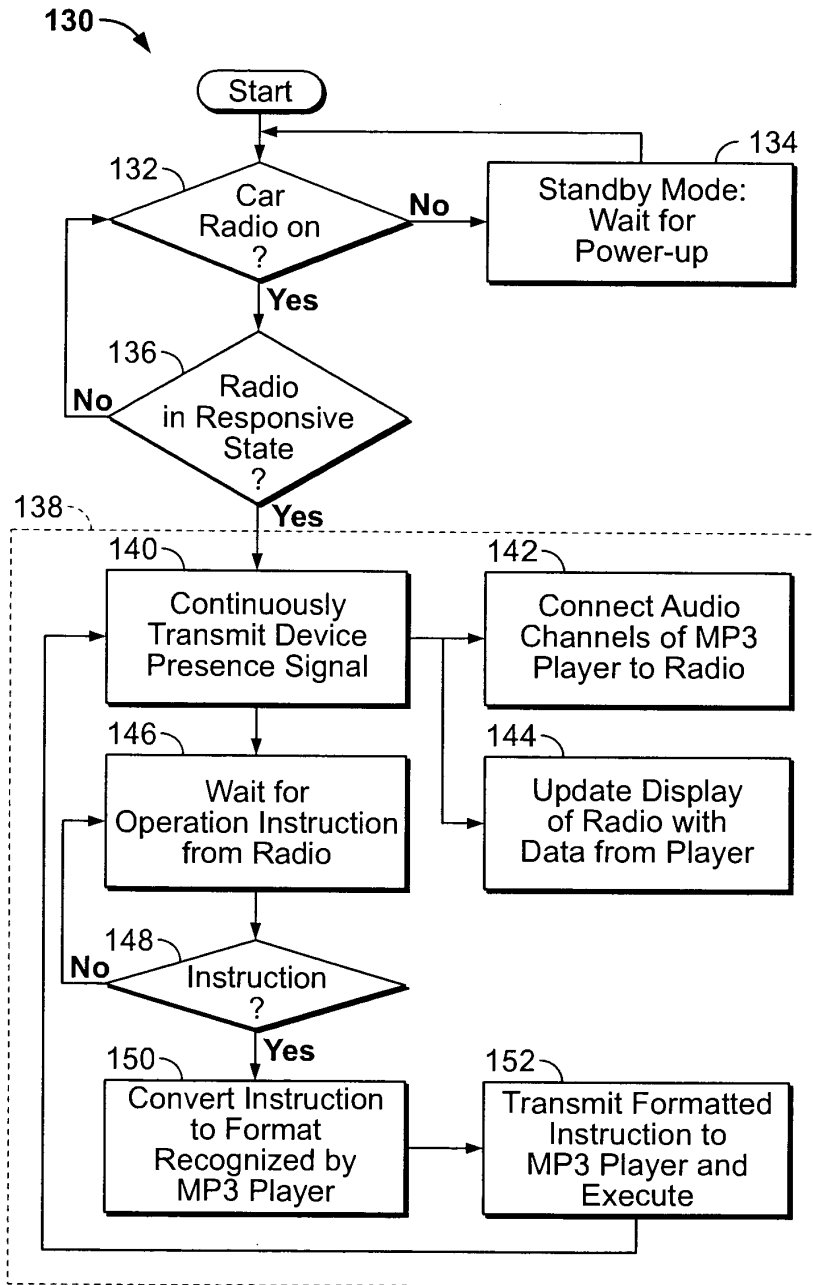 130
Start
132
Car
Radio on
?
No
134
Standby Mode:
Wait for
Power-up
Yes
136
Radio
in Responsive
State
?
No
Yes
138
140
Continuously
Transmit Device
Presence Signal
142
Connect Audio
Channels of MP3
Player to Radio
146
Wait for
Operation Instruction
from Radio
144
Update Display
of Radio with
Data from Player
148
Instruction
?
No
Yes
150
Convert Instruction
to Format
Recognized by
MP3 Player
152
Transmit Formatted
Instruction to
MP3 Player and
Execute